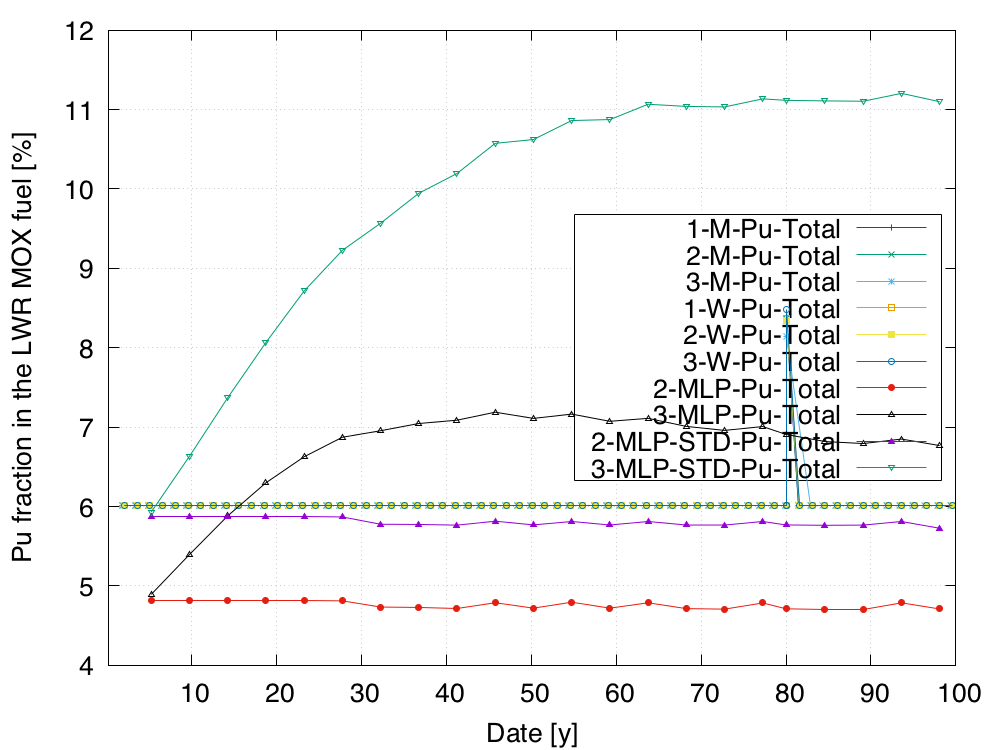 12
11
10
9
8
7
6
5
4
Pu fraction in the LWR MOX fuel [%]
1-M-Pu-Total
2-M-Pu-Total
3-M-Pu-Total
1-W-Pu-Total
2-W-Pu-Total
3-W-Pu-Total
2-MLP-Pu-Total
3-MLP-Pu-Total
2-MLP-STD-Pu-Total
3-MLP-STD-Pu-Total
10 20 30 40 50 60 70 80 90 100
Date [y]